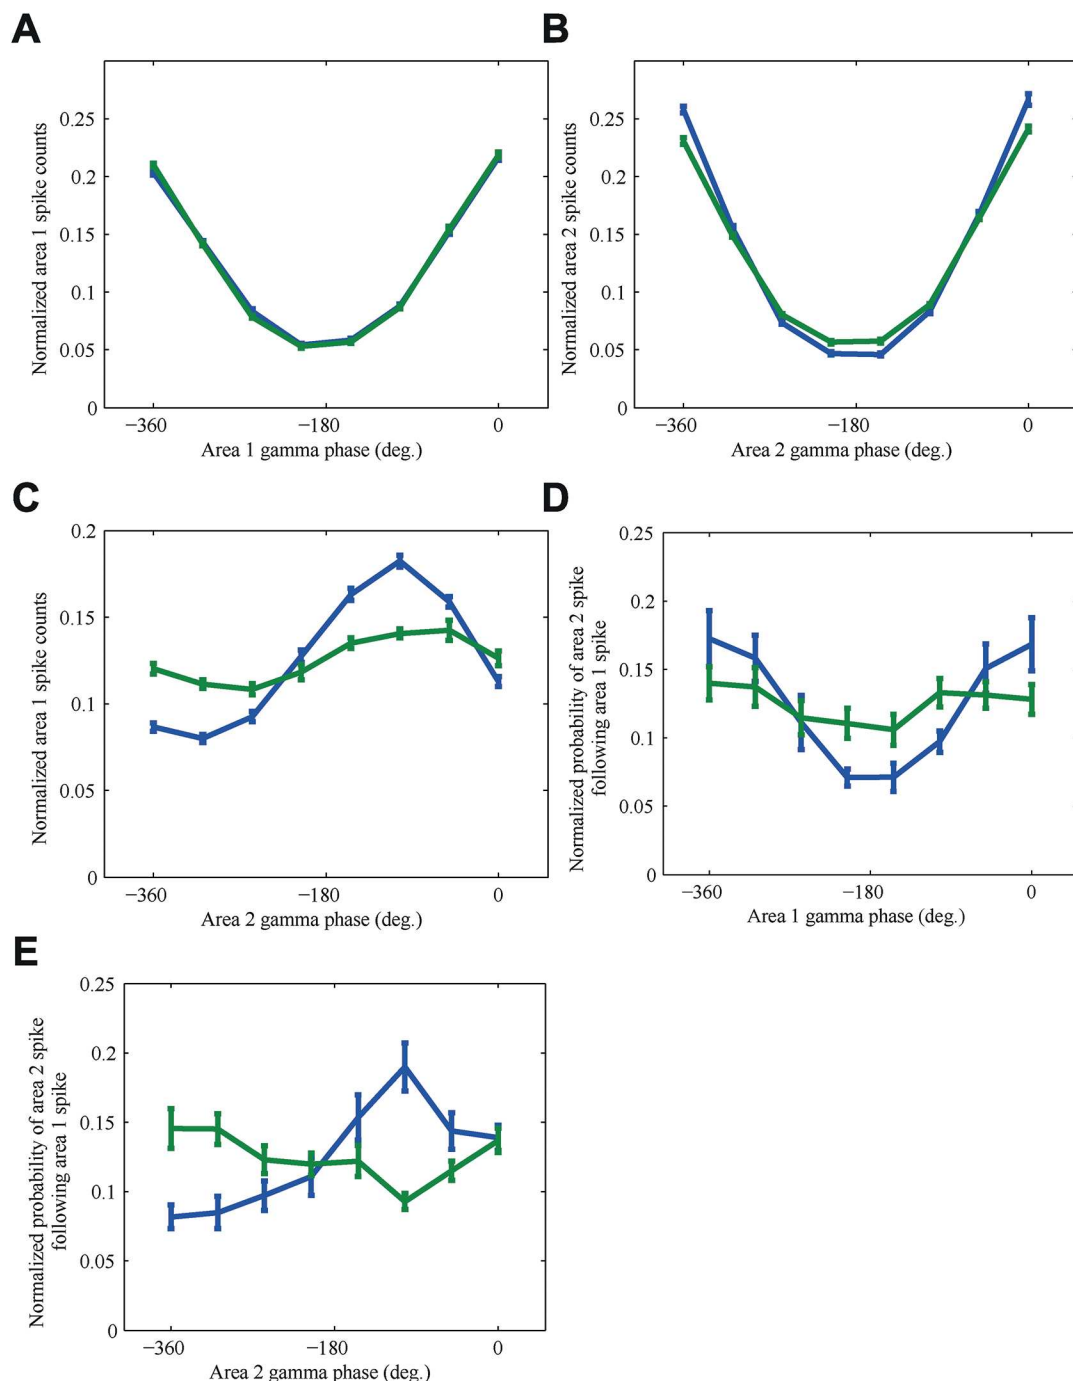 A
Normalized area 1 spike counts
0.25
0.2
0.15
0.1
0.05
0
−360
−180
0
Area 1 gamma phase (deg.)
B
Normalized area 2 spike counts
0.25
0.2
0.15
0.1
0.05
0
−360
−180
0
Area 2 gamma phase (deg.)
C
Normalized area 1 spike counts
0.2
0.15
0.1
0.05
0
−360
−180
0
Area 2 gamma phase (deg.)
D
Normalized probability of area 2 spike
following area 1 spike
0.25
0.2
0.15
0.1
0.05
0
−360
−180
0
Area 1 gamma phase (deg.)
E
Normalized probability of area 2 spike
following area 1 spike
0.25
0.2
0.15
0.1
0.05
0
−360
−180
0
Area 2 gamma phase (deg.)